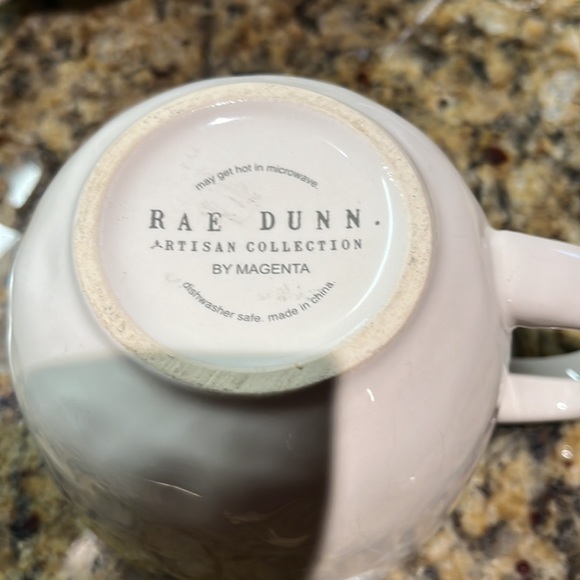 may get hot in microwave.
RAE DUNN.
ARTISAN COLLECTION
BY MAGENTA
dishwasher safe. made in china.